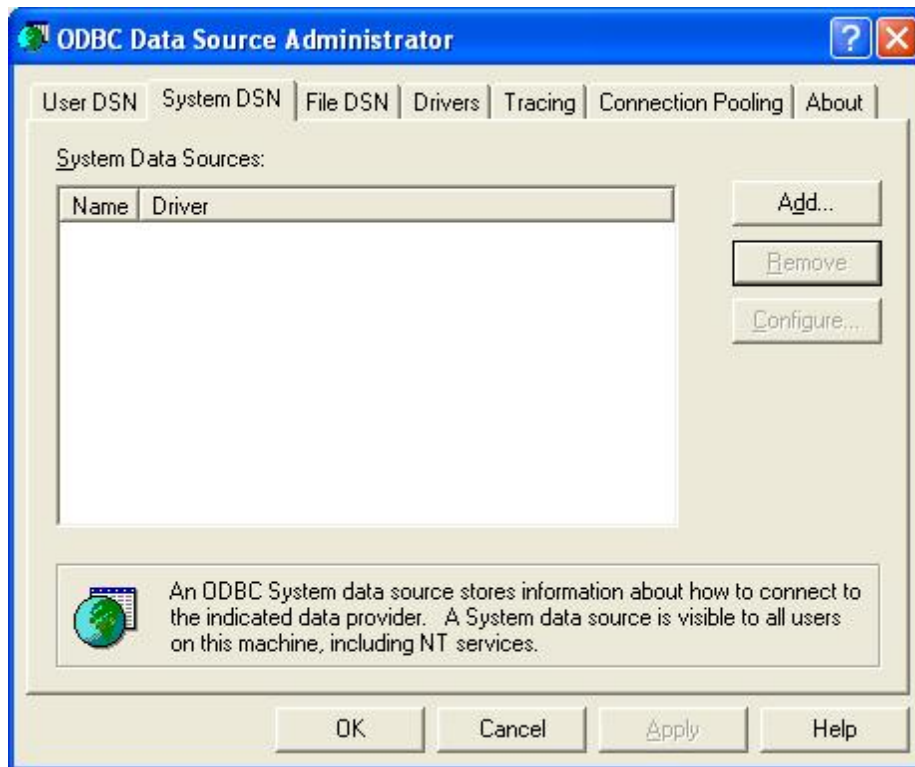 ODBC Data Source Administrator
User DSN System DSN File DSN Drivers Tracing Connection Pooling About
System Data Sources:
Name Driver
Add...
Remove
Configure...
An ODBC System data source stores information about how to connect to
the indicated data provider. A System data source is visible to all users
on this machine, including NT services.
OK Cancel Apply Help